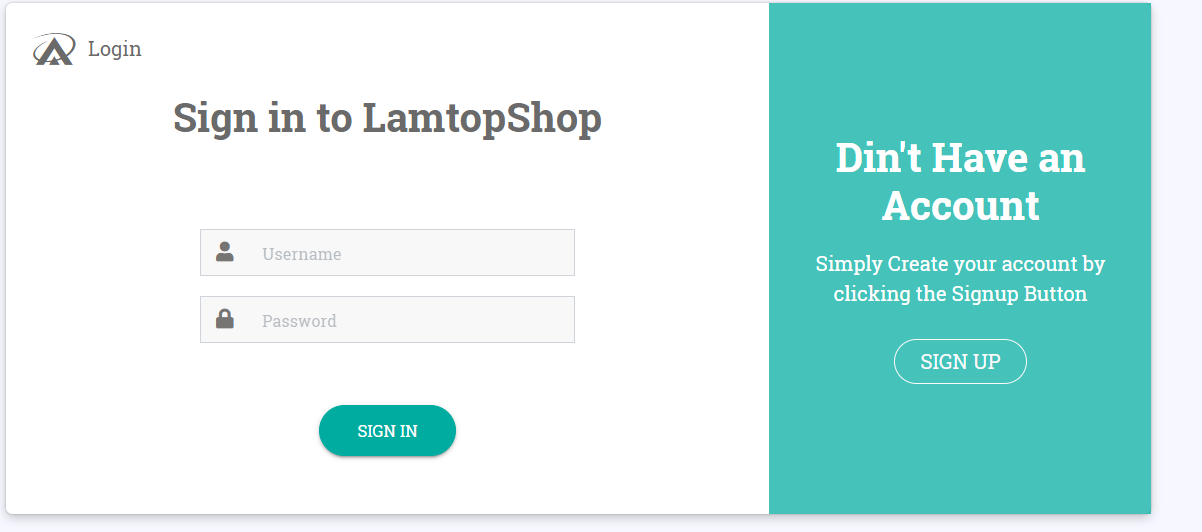 Login
Sign in to LamtopShop
Username
Password
SIGN IN
Din't Have an
Account
Simply Create your account by
clicking the Signup Button
SIGN UP